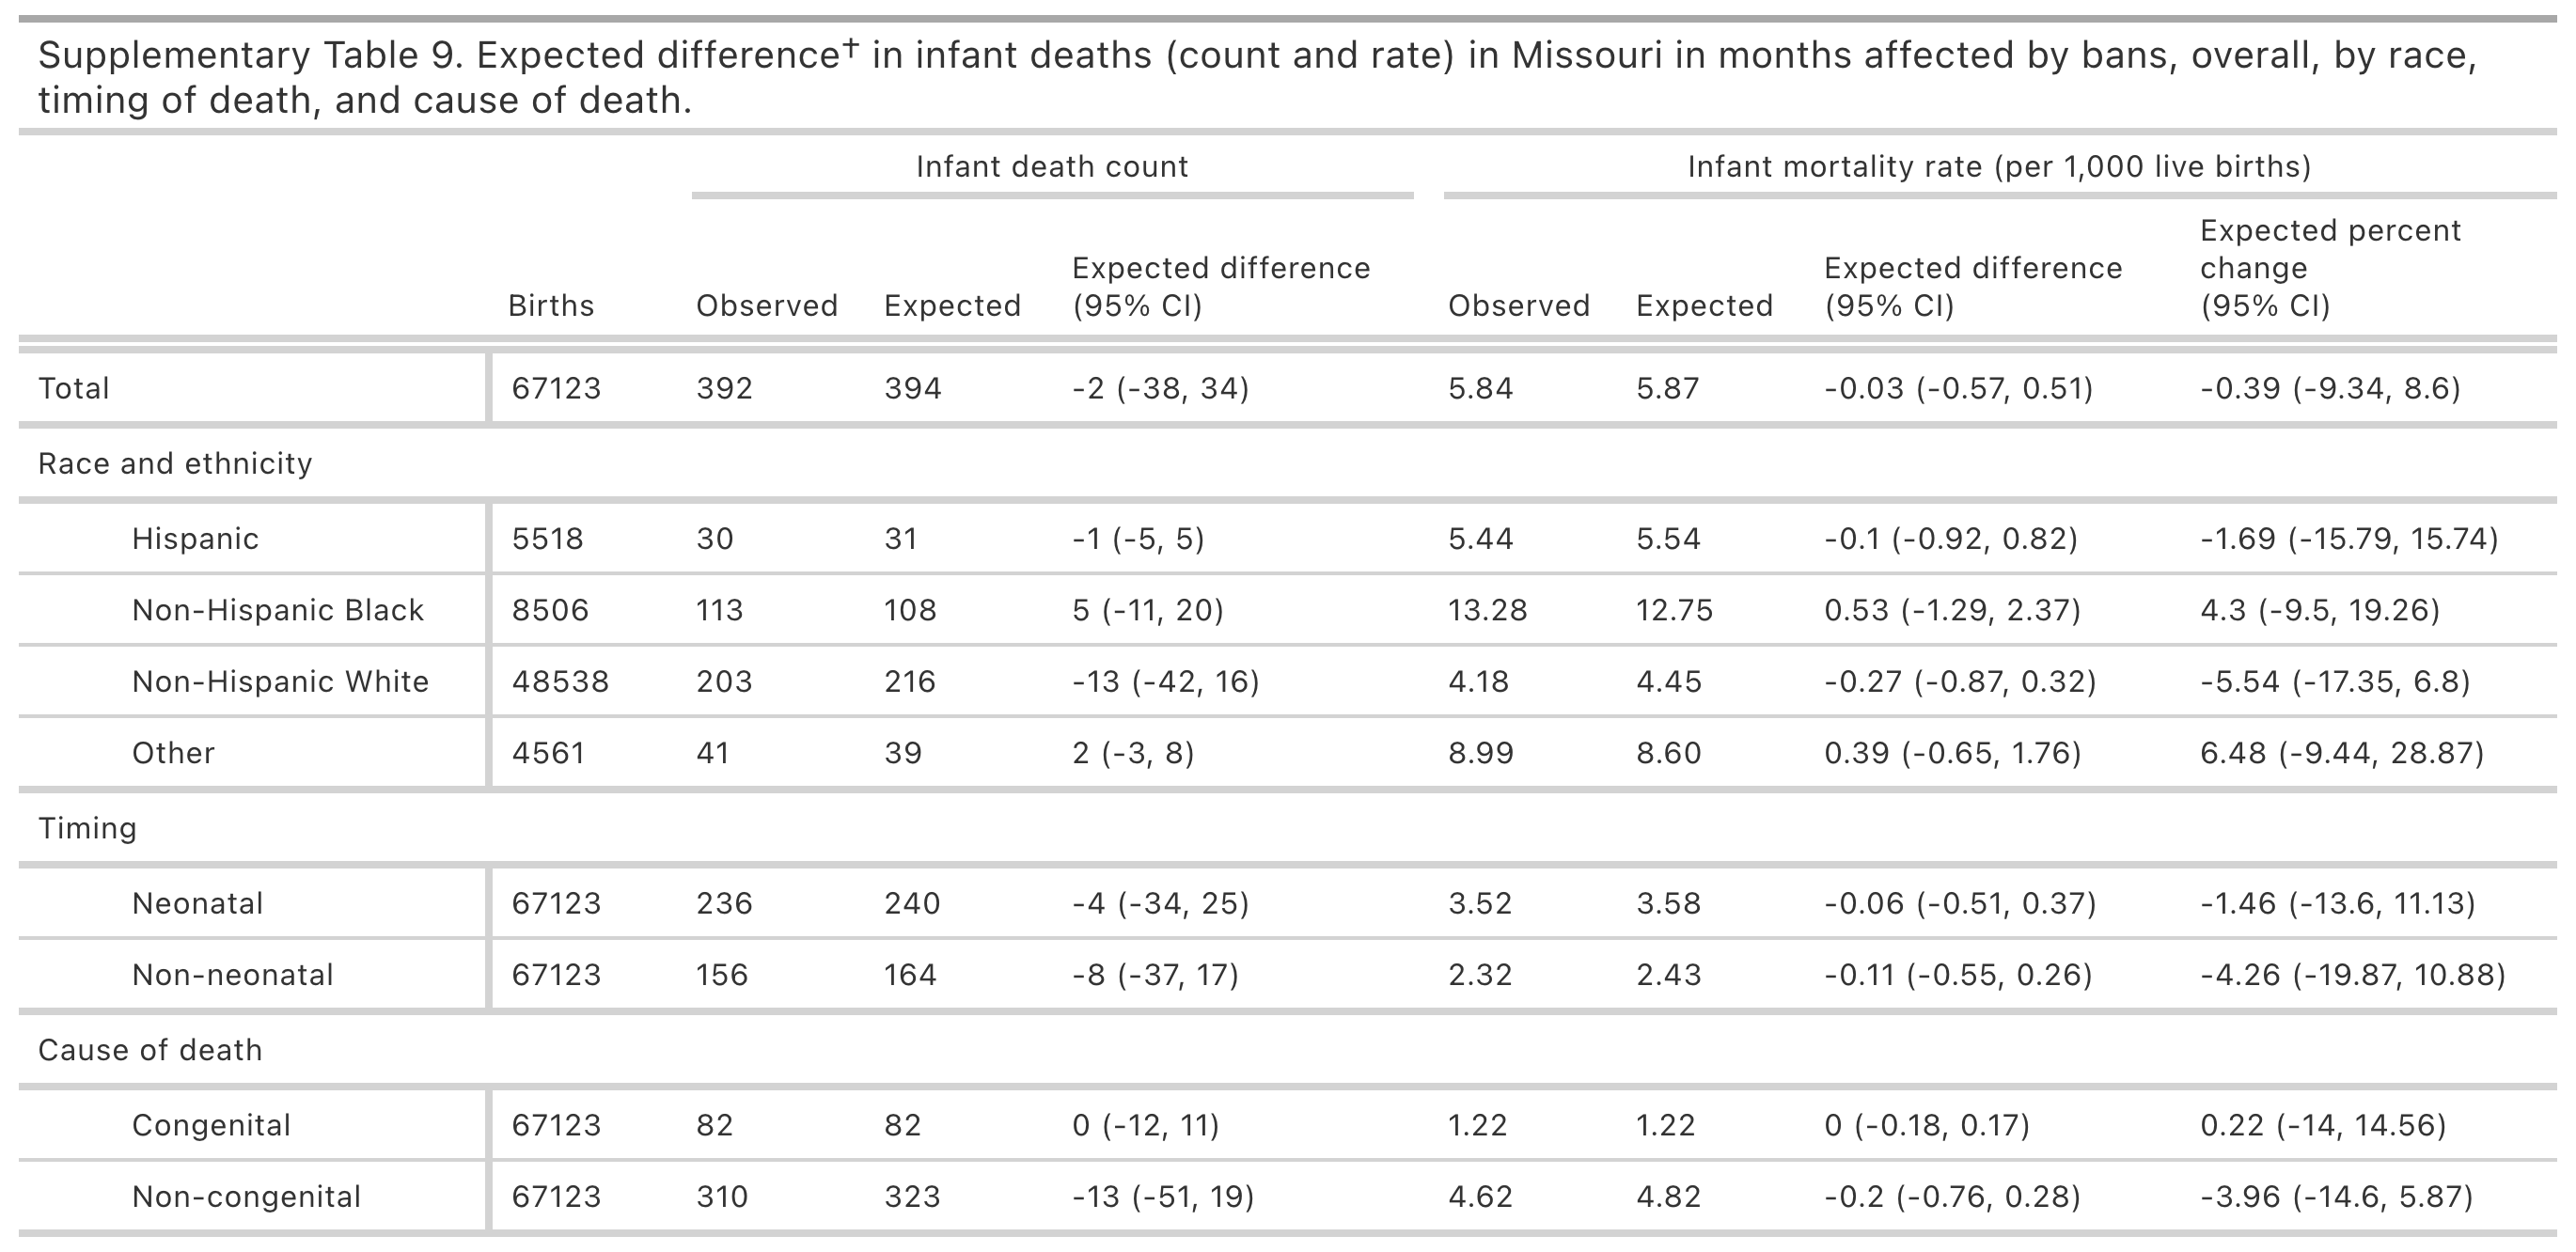 Supplementary Table 9. Expected difference† in infant deaths (count and rate) in Missouri in months affected by bans, overall, by race,
timing of death, and cause of death.
Infant death count Infant mortality rate (per 1,000 live births)
Births Observed Expected Expected difference (95% CI) Observed Expected Expected difference (95% CI) Expected percent change (95% CI)
Total 67123 392 394 -2 (-38, 34) 5.84 5.87 -0.03 (-0.57, 0.51) -0.39 (-9.34, 8.6)
Race and ethnicity
Hispanic 5518 30 31 -1 (-5, 5) 5.44 5.54 -0.1 (-0.92, 0.82) -1.69 (-15.79, 15.74)
Non-Hispanic Black 8506 113 108 5 (-11, 20) 13.28 12.75 0.53 (-1.29, 2.37) 4.3 (-9.5, 19.26)
Non-Hispanic White 48538 203 216 -13 (-42, 16) 4.18 4.45 -0.27 (-0.87, 0.32) -5.54 (-17.35, 6.8)
Other 4561 41 39 2 (-3, 8) 8.99 8.60 0.39 (-0.65, 1.76) 6.48 (-9.44, 28.87)
Timing
Neonatal 67123 236 240 -4 (-34, 25) 3.52 3.58 -0.06 (-0.51, 0.37) -1.46 (-13.6, 11.13)
Non-neonatal 67123 156 164 -8 (-37, 17) 2.32 2.43 -0.11 (-0.55, 0.26) -4.26 (-19.87, 10.88)
Cause of death
Congenital 67123 82 82 0 (-12, 11) 1.22 1.22 0 (-0.18, 0.17) 0.22 (-14, 14.56)
Non-congenital 67123 310 323 -13 (-51, 19) 4.62 4.82 -0.2 (-0.76, 0.28) -3.96 (-14.6, 5.87)